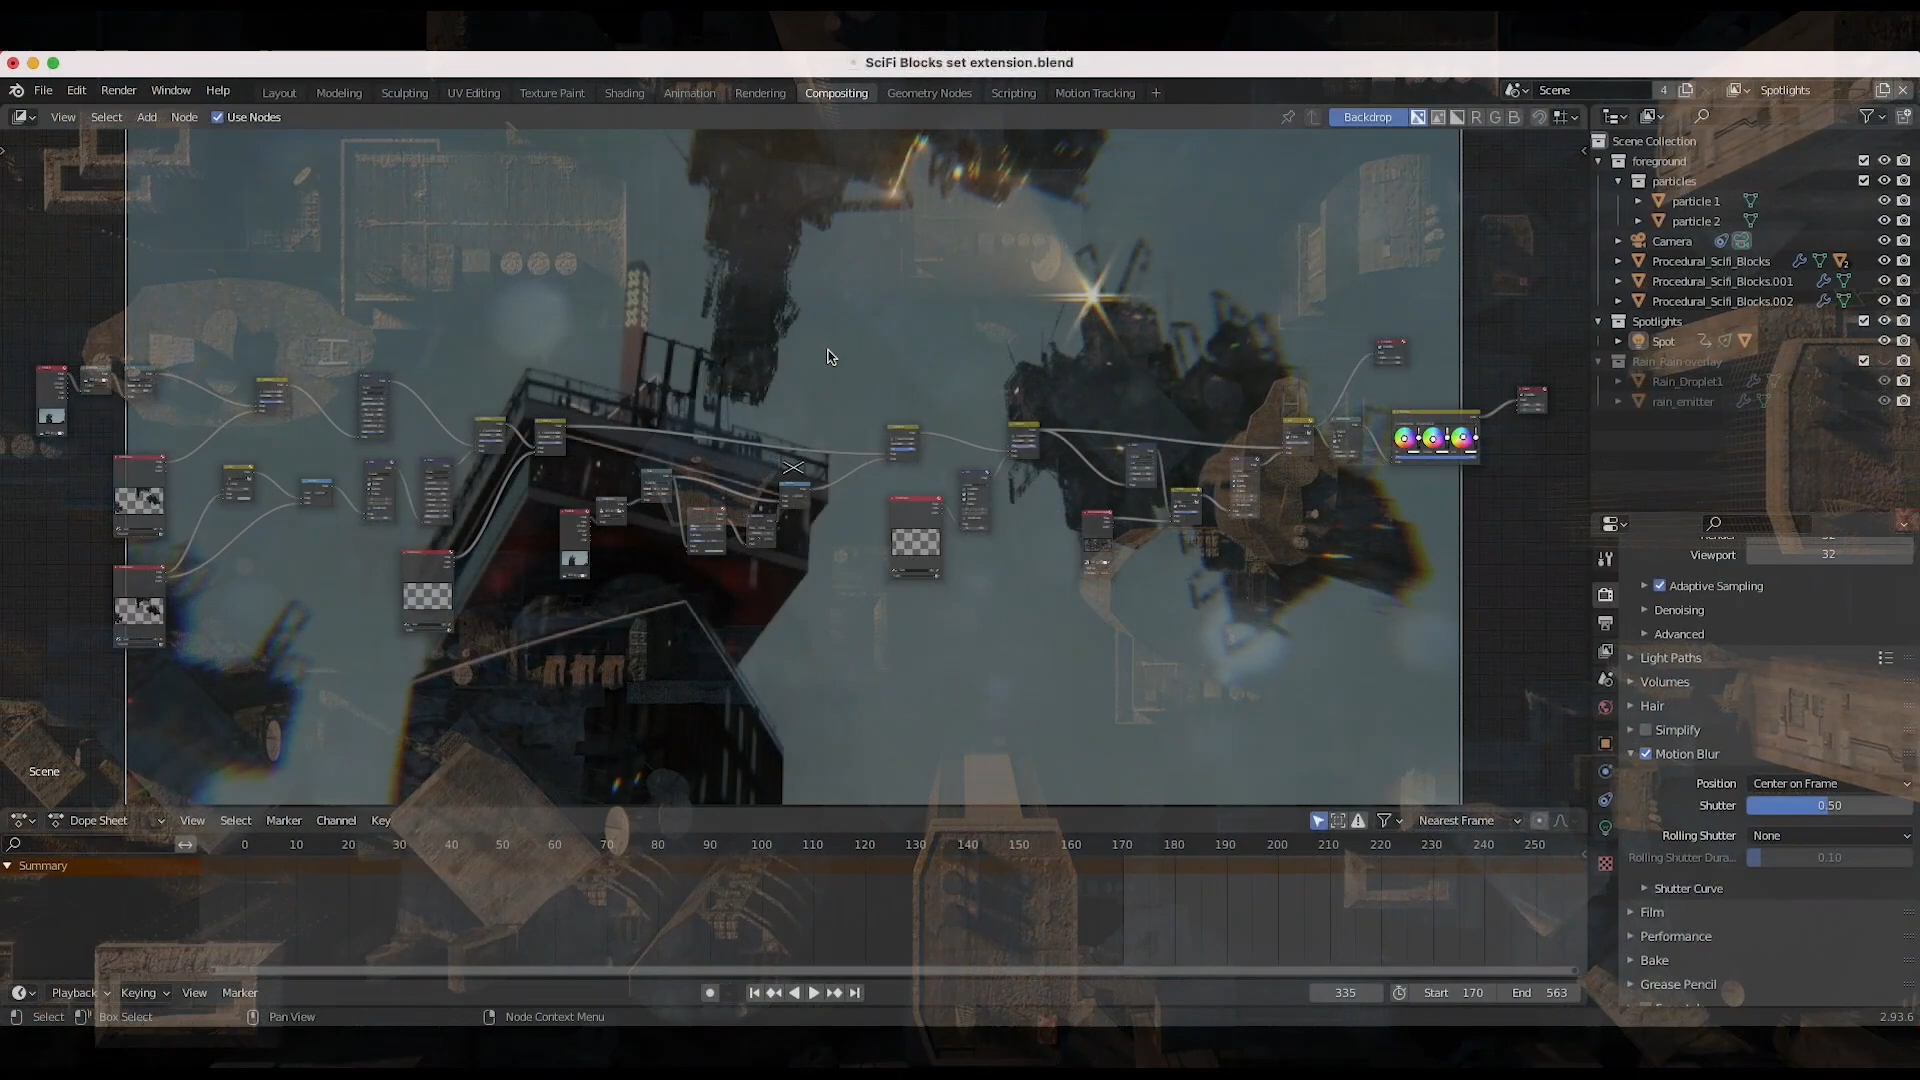 SciFi Blocks set extension.blend
File Edit Render Window Help Layout Modeling Sculpting UV Editing Texture Paint Shading Animation Rendering Compositing Geometry Nodes Scripting Motion Tracking + Scene 4 Spotlights
View Select Add Node Use Nodes Backdrop R G B
Scene Collection
foreground
particles
particle 1
particle 2
Camera
Procedural_Scifi_Blocks 2
Procedural_Scifi_Blocks.001
Procedural_Scifi_Blocks.002
Spotlights
Spot
Rain_Rain overlay
Rain_Droplet1
rain_emitter
Viewport 32
Adaptive Sampling
Denoising
Advanced
Light Paths
Volumes
Hair
Simplify
Motion Blur
Position Center on Frame
Shutter 0.50
Rolling Shutter None
Rolling Shutter Dura... 0.10
Shutter Curve
Film
Performance
Bake
Grease Pencil
Scene
Dope Sheet View Select Marker Channel Key Nearest Frame
0 10 20 30 40 50 60 70 80 90 100 110 120 130 140 150 160 170 180 190 200 210 220 230 240 250
Summary
Playback Keying View Marker 335 Start 170 End 563
Select Box Select Pan View Node Context Menu 2.93.6